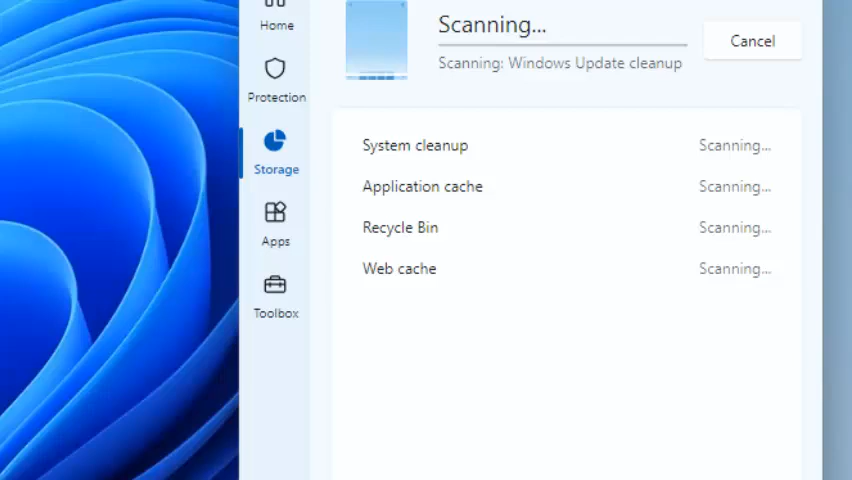 Home
Protection
Storage
Apps
Toolbox
Scanning...
Scanning: Windows Update cleanup
Cancel
System cleanup Scanning...
Application cache Scanning...
Recycle Bin Scanning...
Web cache Scanning...